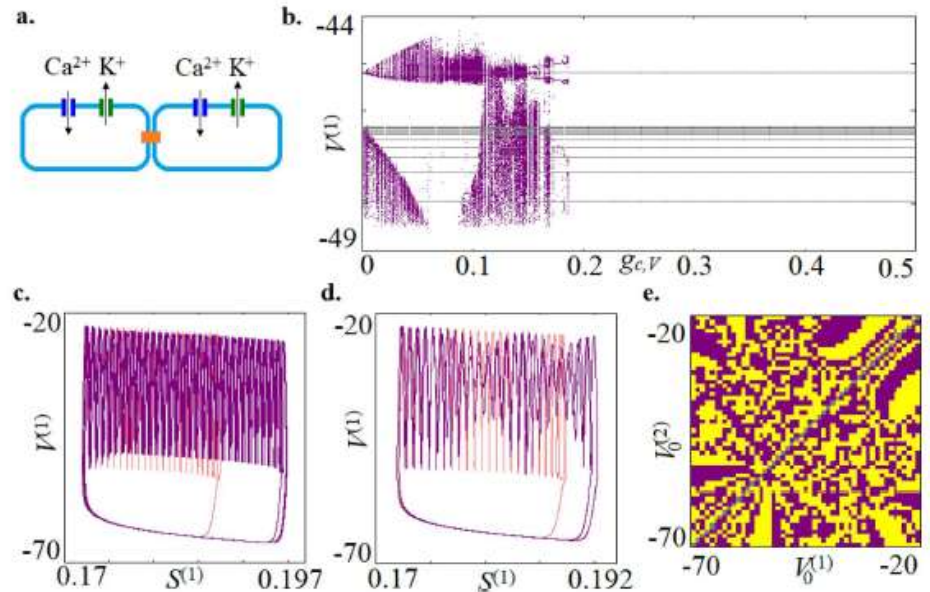 a.
Ca²⁺ K⁺ Ca²⁺ K⁺
b.
-44
V⁽¹⁾
-49
0 0.1 0.2 g_c,V 0.3 0.4 0.5
c.
-20
V⁽¹⁾
-70
0.17 S⁽¹⁾ 0.197
d.
-20
V⁽¹⁾
-70
0.17 S⁽¹⁾ 0.192
e.
-20
V₀⁽²⁾
-70
-70 V₀⁽¹⁾ -20